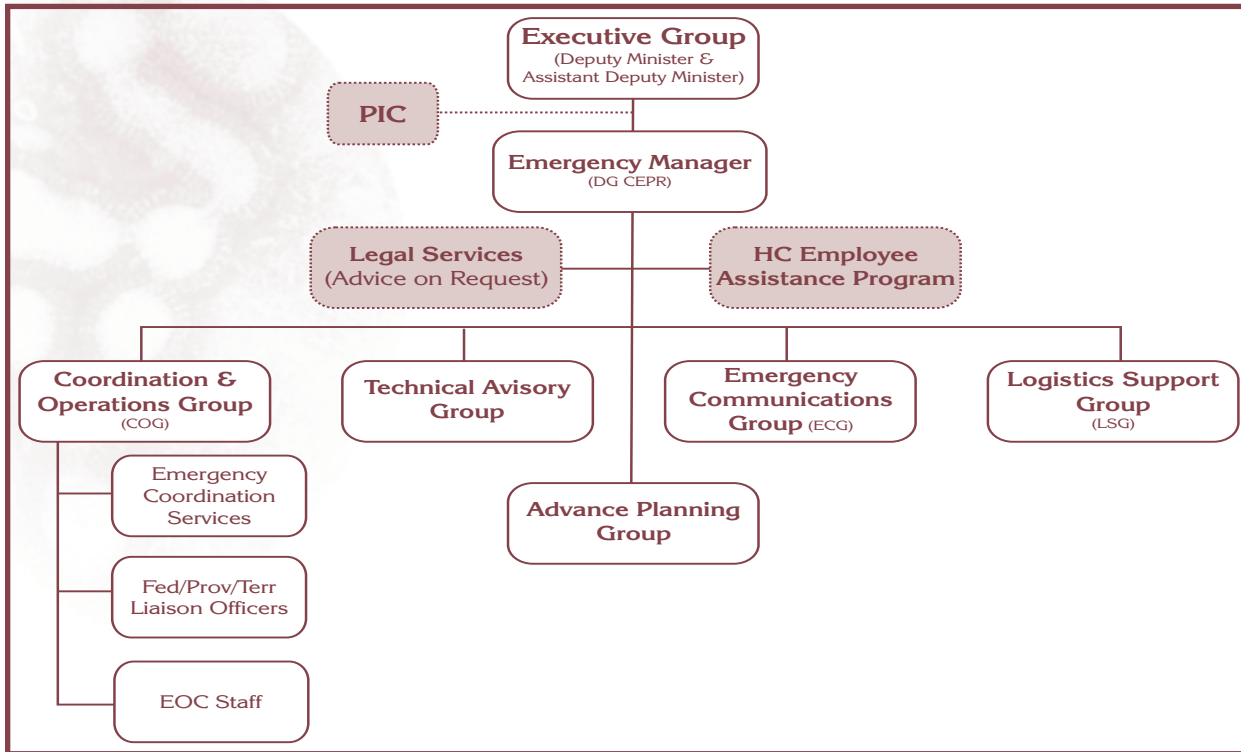 Executive Group
(Deputy Minister &
Assistant Deputy Minister)
PIC
Emergency Manager
(DG CEPR)
Legal Services
(Advice on Request)
HC Employee
Assistance Program
Coordination &
Operations Group
(COG)
Technical Avisory
Group
Emergency
Communications
Group (ECG)
Logistics Support
Group
(LSG)
Emergency
Coordination
Services
Advance Planning
Group
Fed/Prov/Terr
Liaison Officers
EOC Staff